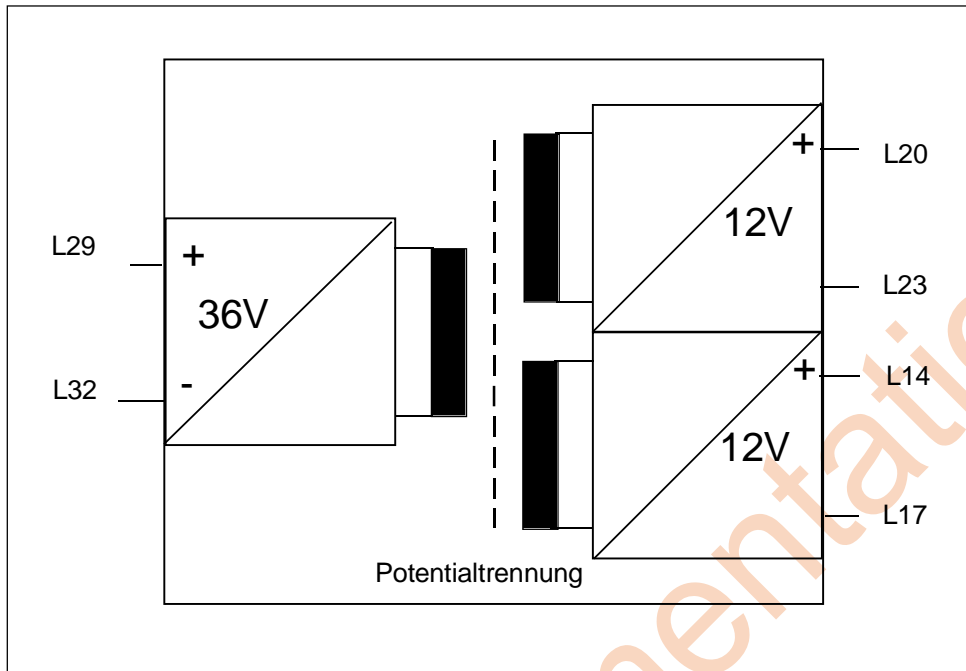 L29
+
36V
L32
-
+
L20
12V
L23
+
L14
12V
L17
Potentialtrennung